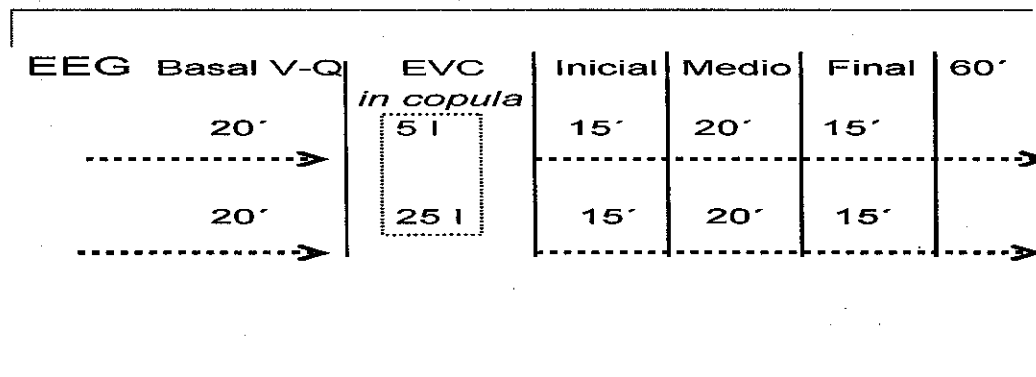 EEG Basal V-Q EVC Inicial Medio Final 60´
in copula
20´ 5 I 15´ 20´ 15´
20´ 25 I 15´ 20´ 15´